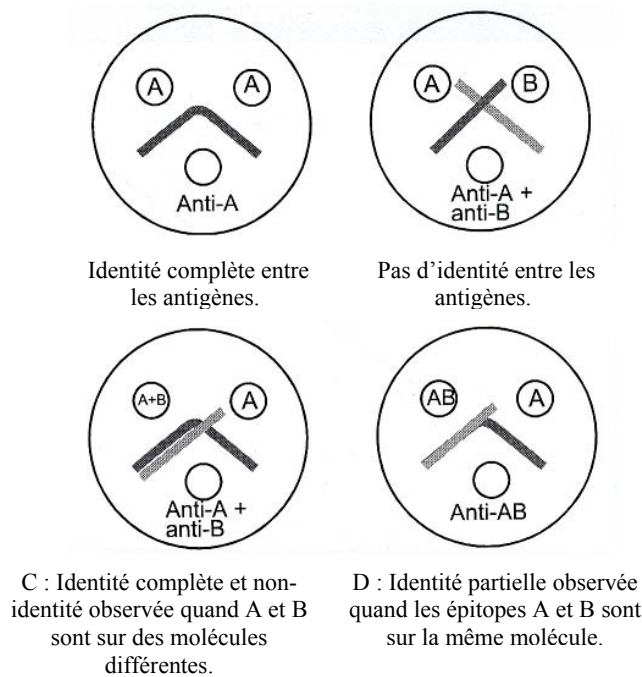 A A
Anti-A
A B
Anti-A +
anti-B
Identité complète entre
les antigènes.
Pas d’identité entre les
antigènes.
A+B A
Anti-A +
anti-B
AB A
Anti-AB
C : Identité complète et non-
identité observée quand A et B
sont sur des molécules
différentes.
D : Identité partielle observée
quand les épitopes A et B sont
sur la même molécule.